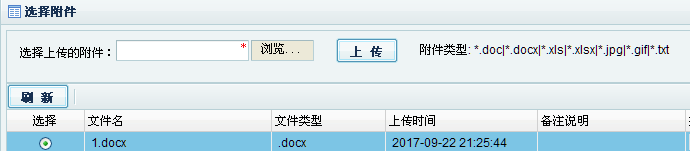 选择附件
选择上传的附件： * 浏览... 上 传 附件类型: *.doc|*.docx|*.xls|*.xlsx|*.jpg|*.gif|*.txt
刷 新
选择 文件名 文件类型 上传时间 备注说明
1.docx .docx 2017-09-22 21:25:44